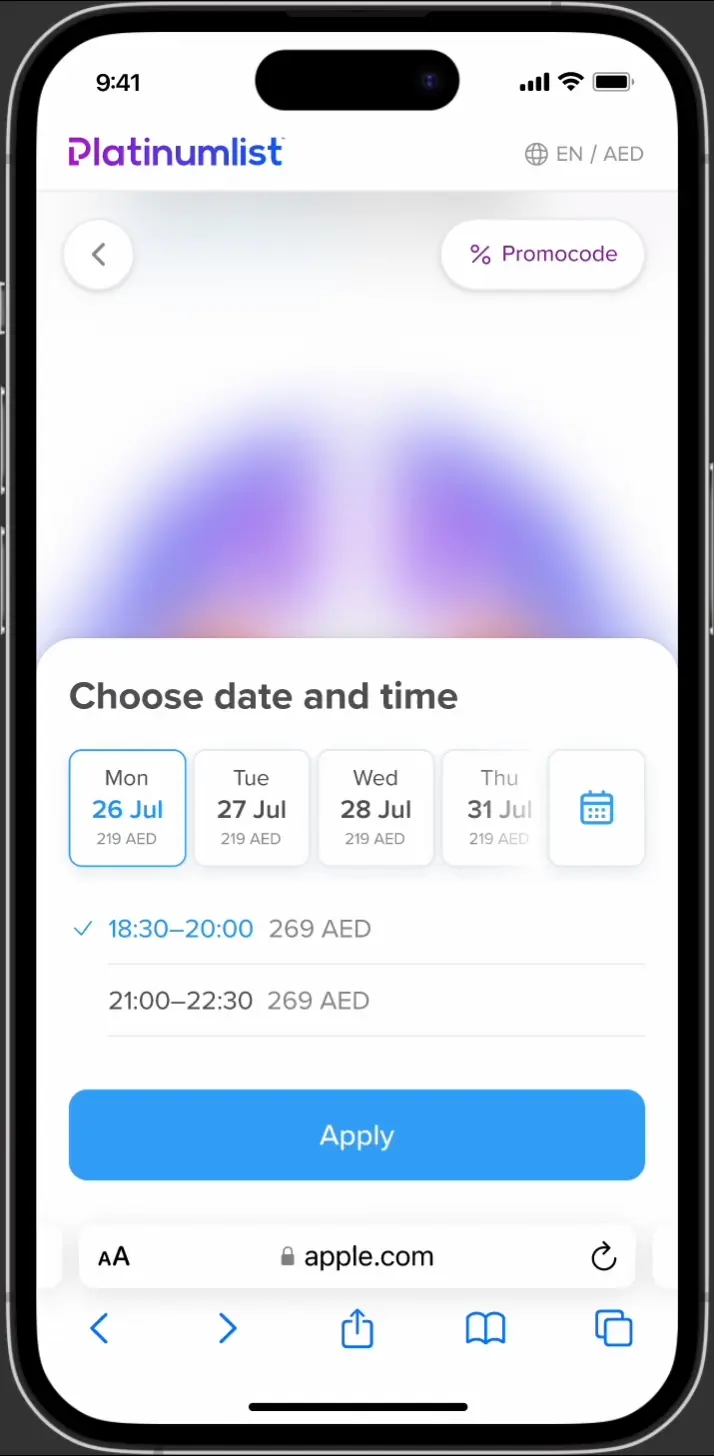 9:41
Platinumlist
EN / AED
% Promocode
Choose date and time
Mon
26 Jul
219 AED
Tue
27 Jul
219 AED
Wed
28 Jul
219 AED
Thu
31 Jul
219 AED
18:30–20:00 269 AED
21:00–22:30 269 AED
Apply
AA apple.com